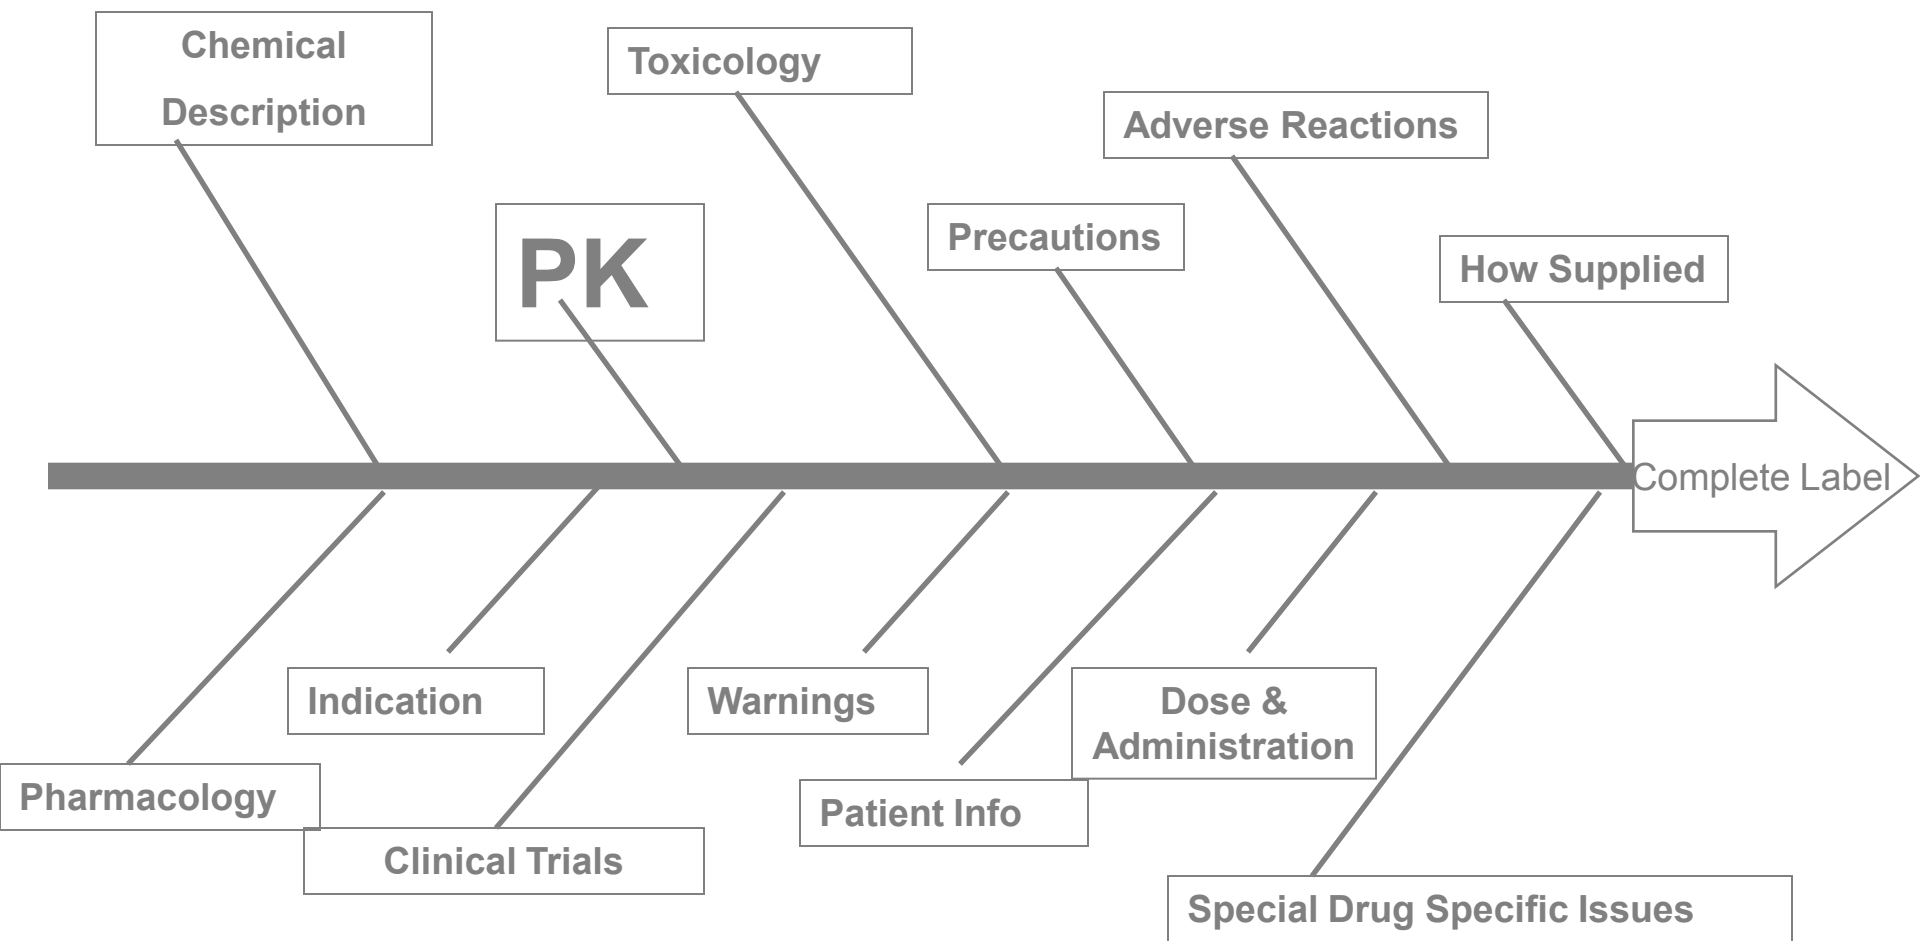 Chemical
Description
Toxicology
Adverse Reactions
PK
Precautions
How Supplied
Complete Label
Indication
Warnings
Dose &
Administration
Pharmacology
Patient Info
Clinical Trials
Special Drug Specific Issues